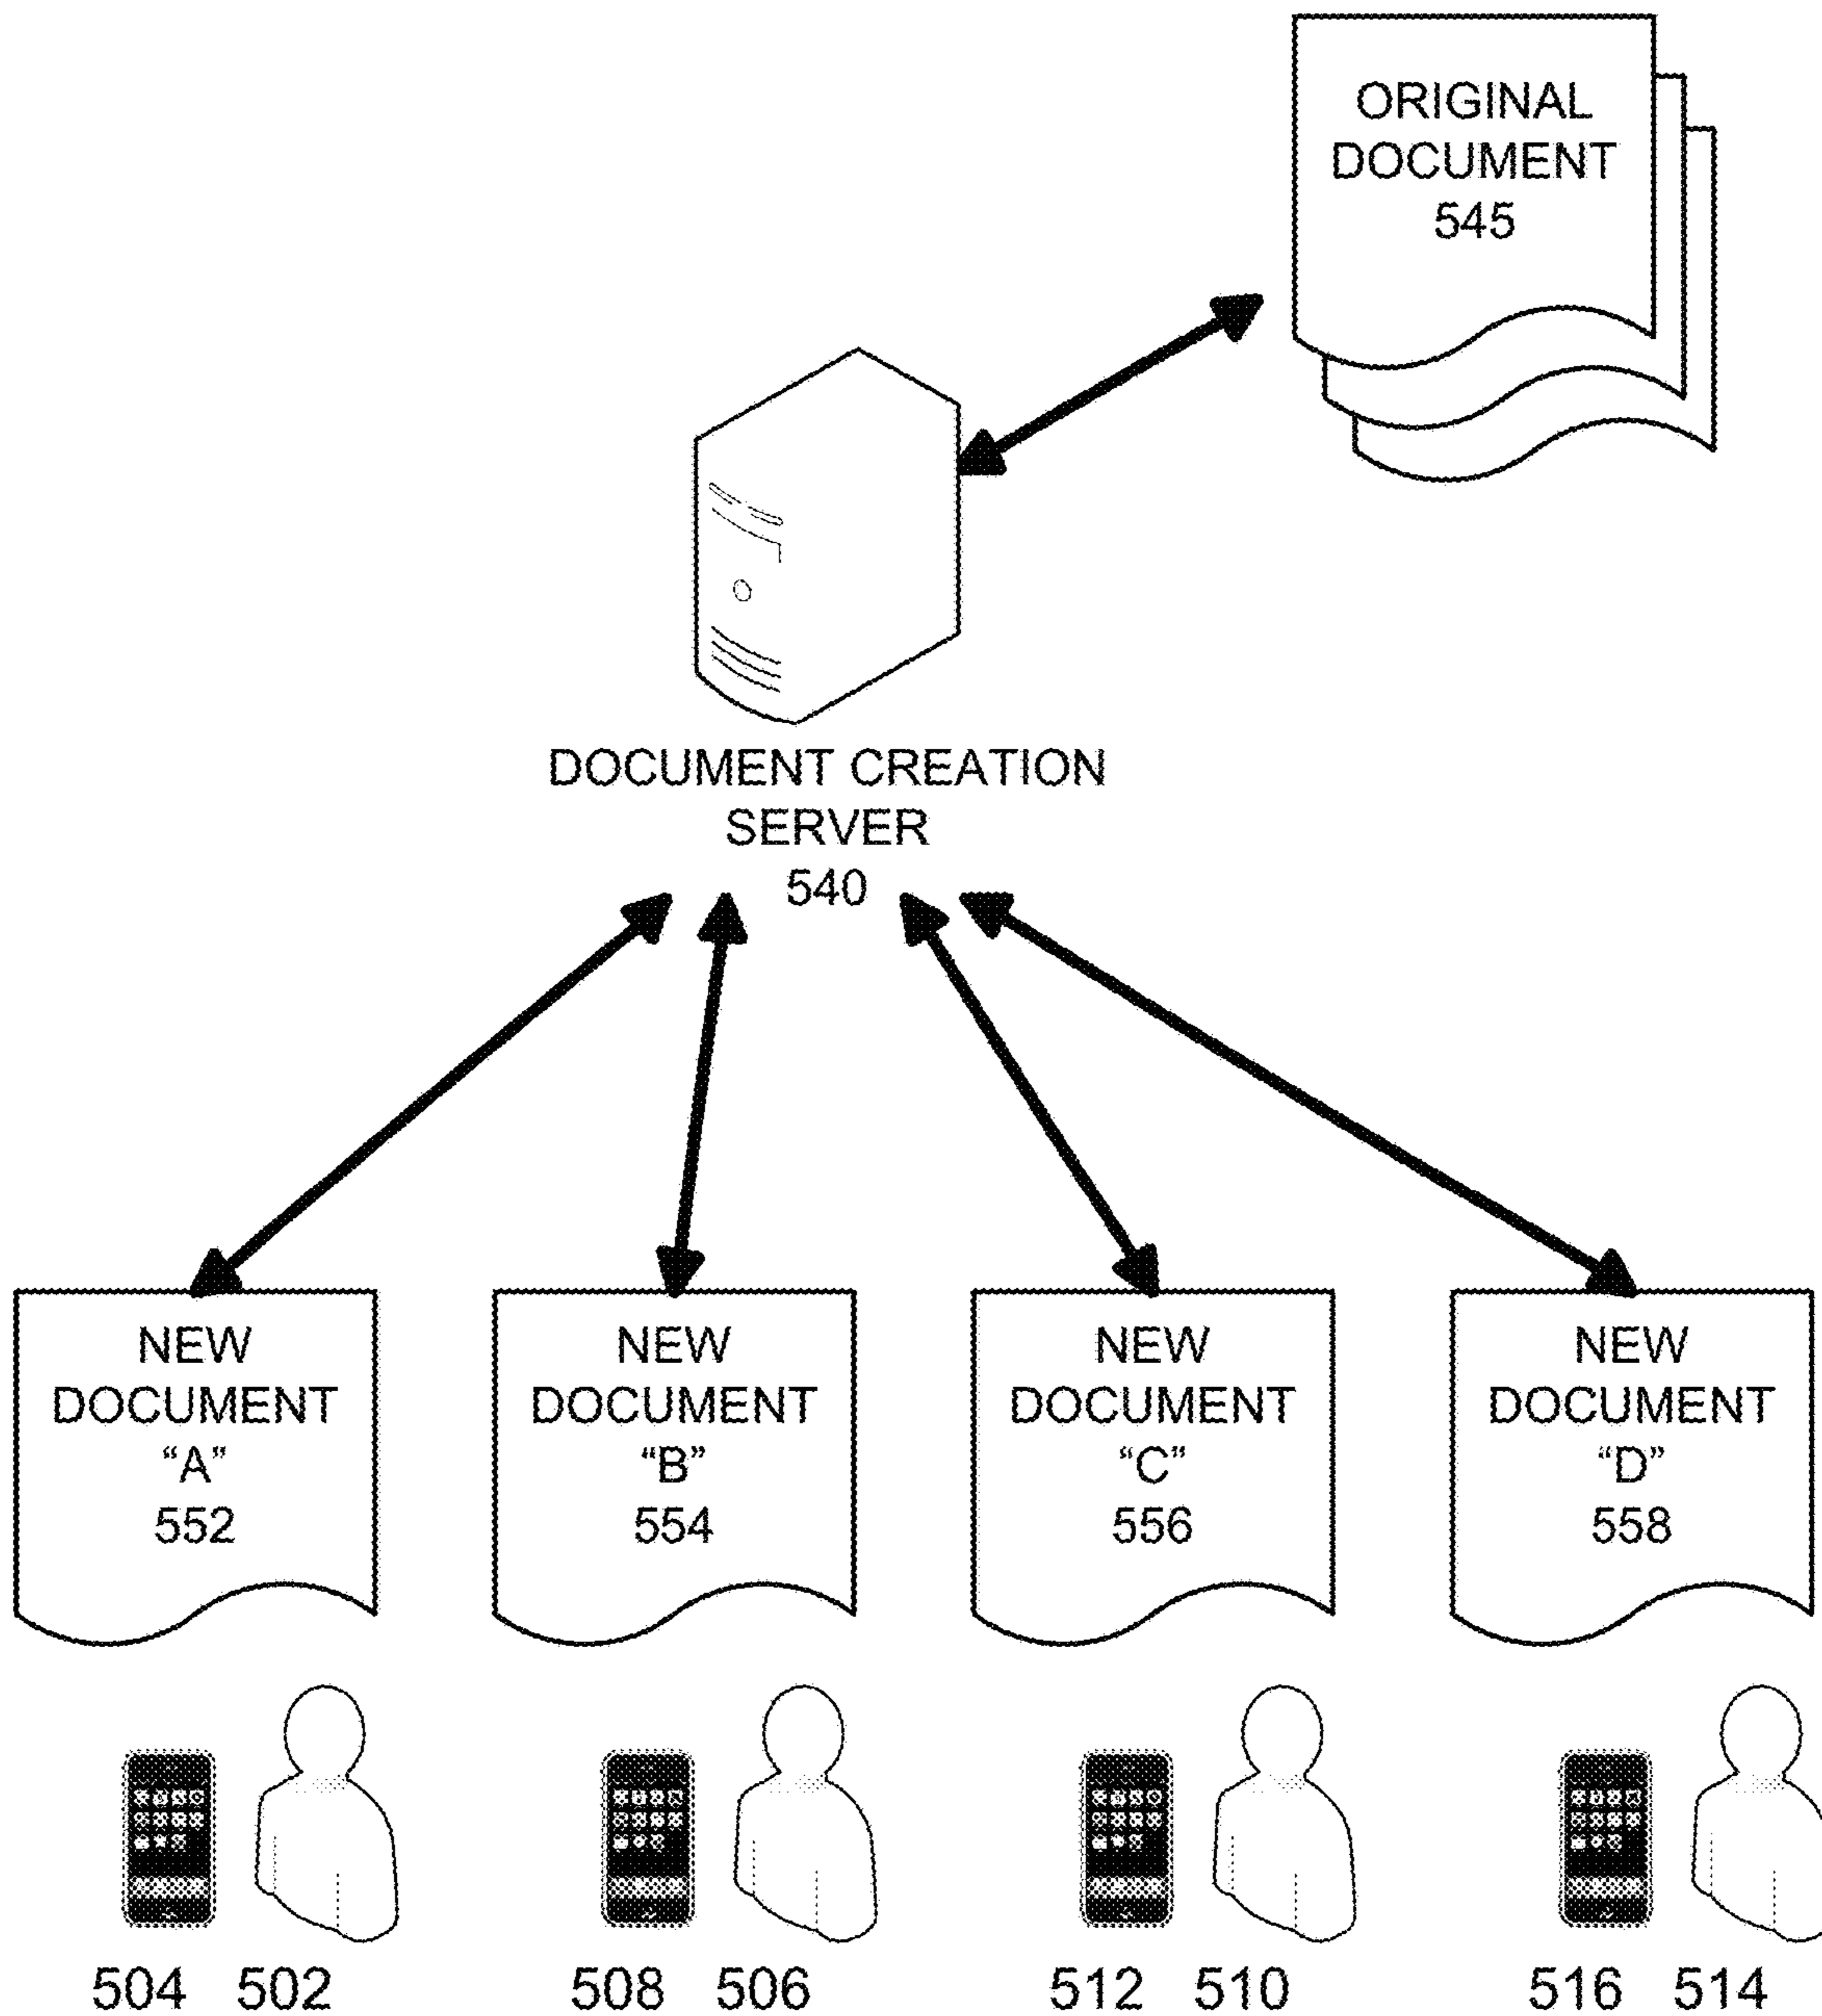 ORIGINAL
DOCUMENT
545
DOCUMENT CREATION
SERVER
540
NEW
DOCUMENT
“A”
552
NEW
DOCUMENT
“B”
554
NEW
DOCUMENT
“C”
556
NEW
DOCUMENT
“D”
558
504 502
508 506
512 510
516 514